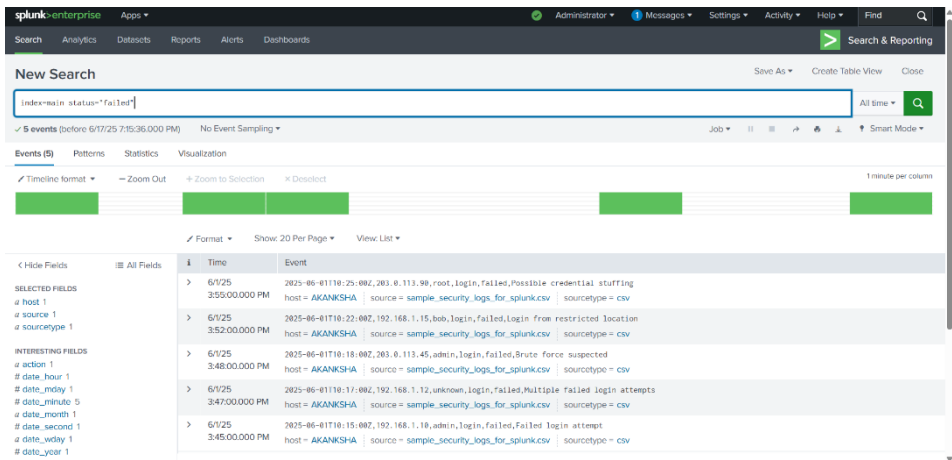 splunk>enterprise Apps Administrator 1 Messages Settings Activity Help Find
Search Analytics Datasets Reports Alerts Dashboards Search & Reporting
New Search Save As Create Table View Close
index=main status="failed" All time
5 events (before 6/17/25 7:15:36.000 PM) No Event Sampling Job Smart Mode
Events (5) Patterns Statistics Visualization
Timeline format — Zoom Out + Zoom to Selection × Deselect 1 minute per column
Format Show: 20 Per Page View: List
< Hide Fields All Fields i Time Event
SELECTED FIELDS
a host 1
a source 1
a sourcetype 1
INTERESTING FIELDS
a action 1
# date_hour 1
# date_mday 1
# date_minute 5
a date_month 1
# date_second 1
a date_wday 1
# date_year 1
> 6/1/25 3:55:00.000 PM
2025-06-01T10:25:00Z,203.0.113.90,root,login,failed,Possible credential stuffing
host = AKANKSHA source = sample_security_logs_for_splunk.csv sourcetype = csv
> 6/1/25 3:52:00.000 PM
2025-06-01T10:22:00Z,192.168.1.15,bob,login,failed,Login from restricted location
host = AKANKSHA source = sample_security_logs_for_splunk.csv sourcetype = csv
> 6/1/25 3:48:00.000 PM
2025-06-01T10:18:00Z,203.0.113.45,admin,login,failed,Brute force suspected
host = AKANKSHA source = sample_security_logs_for_splunk.csv sourcetype = csv
> 6/1/25 3:47:00.000 PM
2025-06-01T10:17:00Z,192.168.1.12,unknown,login,failed,Multiple failed login attempts
host = AKANKSHA source = sample_security_logs_for_splunk.csv sourcetype = csv
> 6/1/25 3:45:00.000 PM
2025-06-01T10:15:00Z,192.168.1.10,admin,login,failed,Failed login attempt
host = AKANKSHA source = sample_security_logs_for_splunk.csv sourcetype = csv